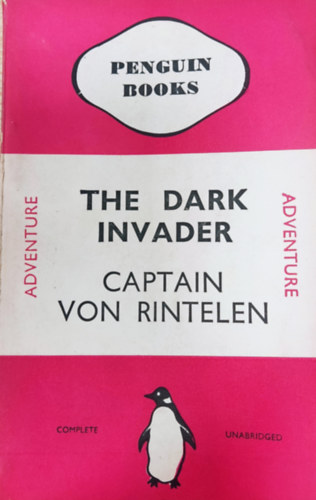 PENGUIN
BOOKS
ADVENTURE
THE DARK
INVADER
CAPTAIN
VON RINTELEN
ADVENTURE
COMPLETE
UNABRIDGED